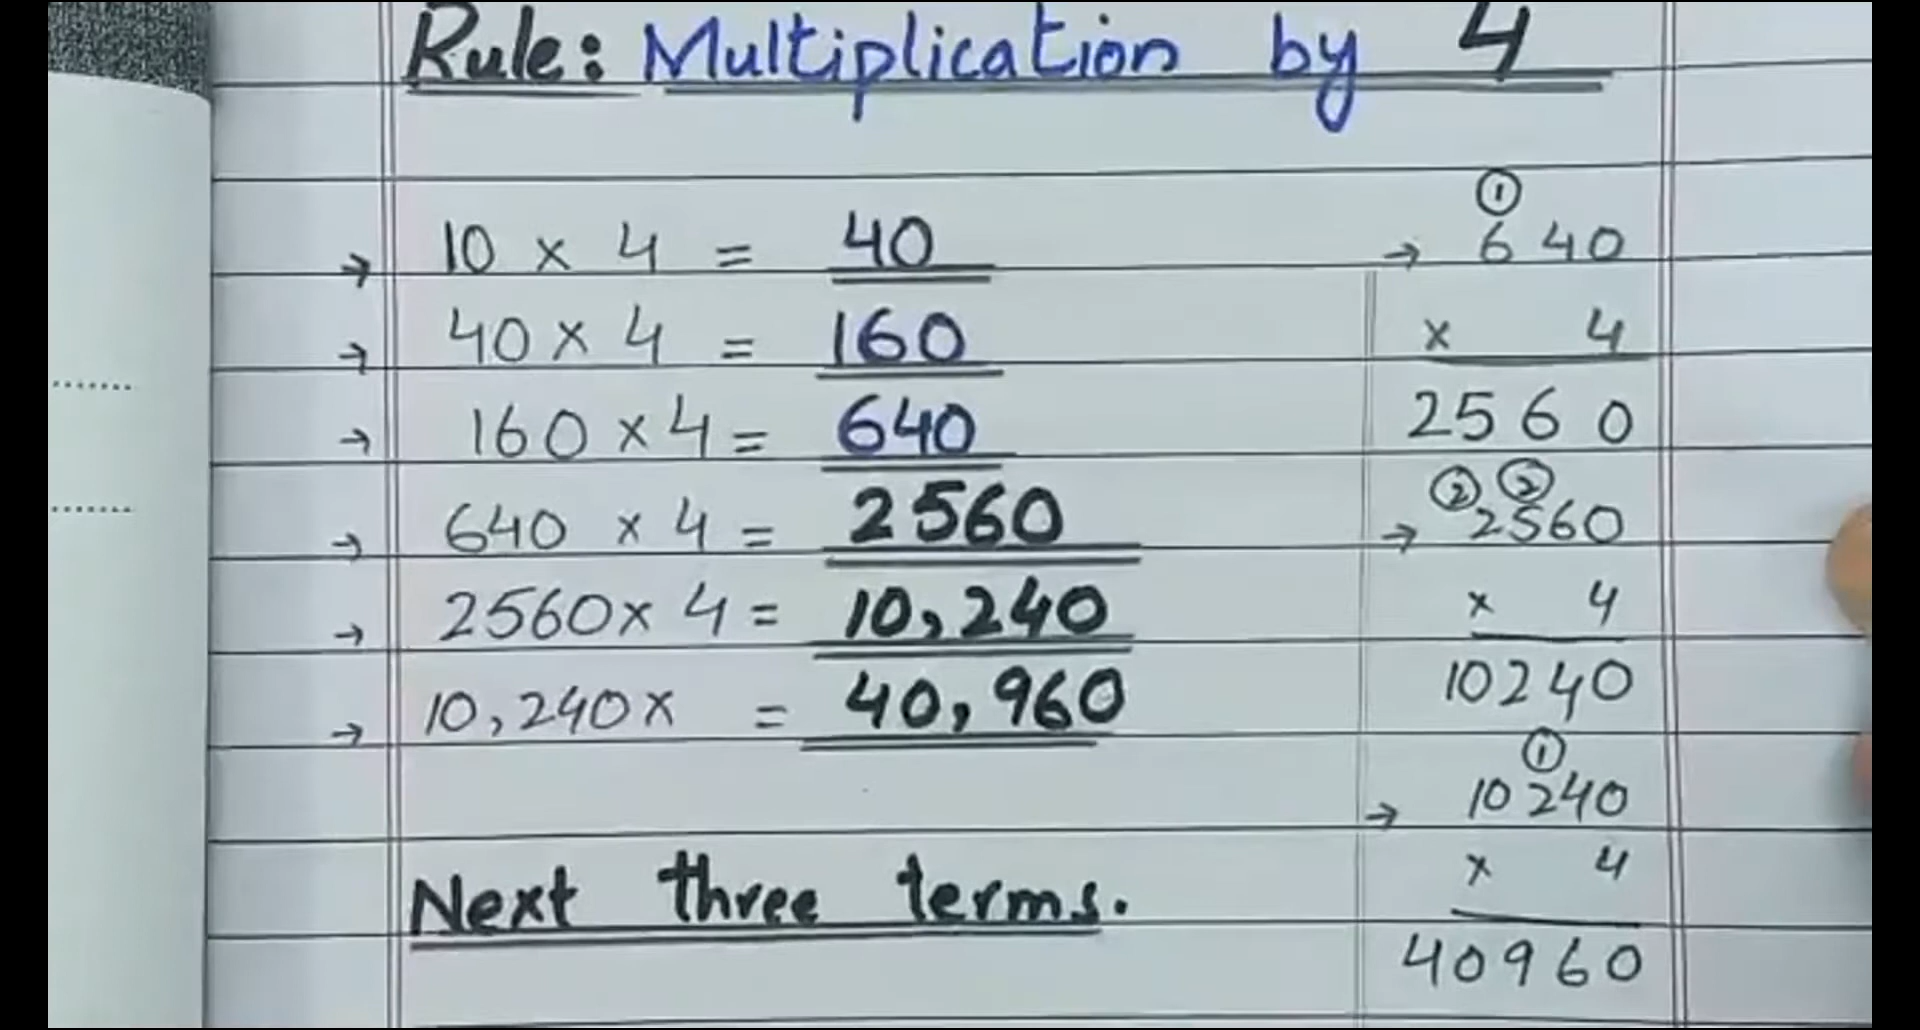 Rule: Multiplication by 4
→ 10 × 4 = 40
→ 40 × 4 = 160
→ 160 × 4 = 640
→ 640 × 4 = 2560
→ 2560 × 4 = 10,240
→ 10,240 × = 40,960
Next three terms.
①
→ 640
× 4
2560
② ②
→ 2560
× 4
10240
①
→ 10240
× 4
40960